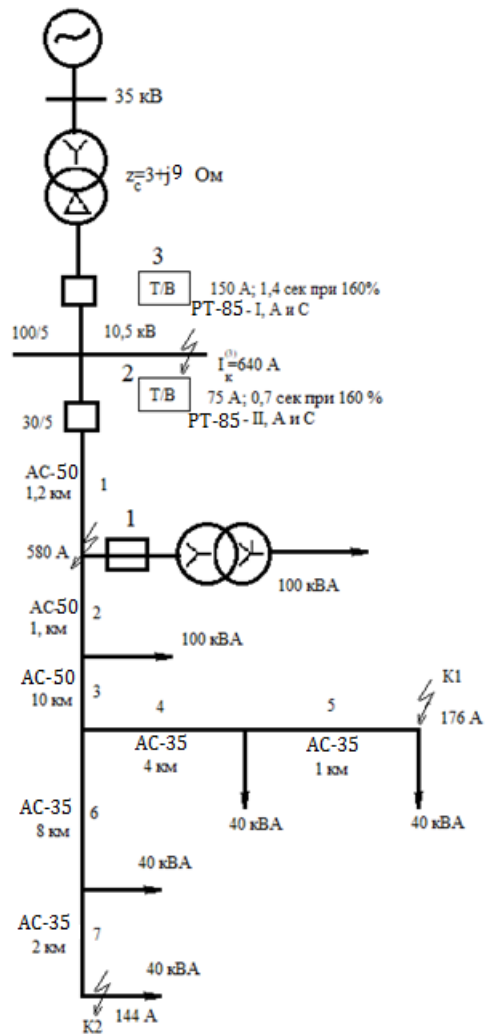 35 кВ
z=3+j9 Ом
c
3
Т/В
150 А; 1,4 сек при 160%
РТ-85 - I, А и С
100/5
10,5 кВ
I (3) =640 А
к
2
Т/В
75 А; 0,7 сек при 160 %
РТ-85 - II, А и С
30/5
АС-50
1,2 км
1
1
580 А
100 кВА
АС-50
1, км
2
100 кВА
АС-50
10 км
3
4
5
К1
176 А
АС-35
4 км
АС-35
1 км
40 кВА
40 кВА
АС-35
8 км
6
40 кВА
АС-35
2 км
7
40 кВА
144 А
К2